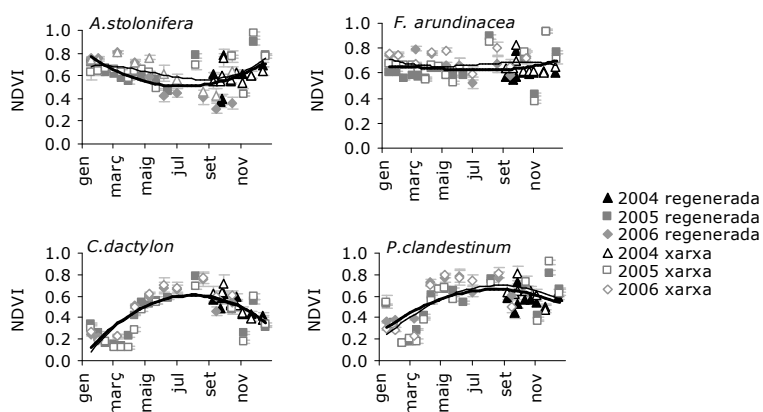 A.stolonifera
NDVI
1.0
0.8
0.6
0.4
0.2
0.0
gen
març
maig
jul
set
nov
F. arundinacea
NDVI
1.0
0.8
0.6
0.4
0.2
0.0
gen
març
maig
jul
set
nov
C.dactylon
NDVI
1.0
0.8
0.6
0.4
0.2
0.0
gen
març
maig
jul
set
nov
P.clandestinum
NDVI
1.0
0.8
0.6
0.4
0.2
0.0
gen
març
maig
jul
set
nov
2004 regenerada
2005 regenerada
2006 regenerada
2004 xarxa
2005 xarxa
2006 xarxa